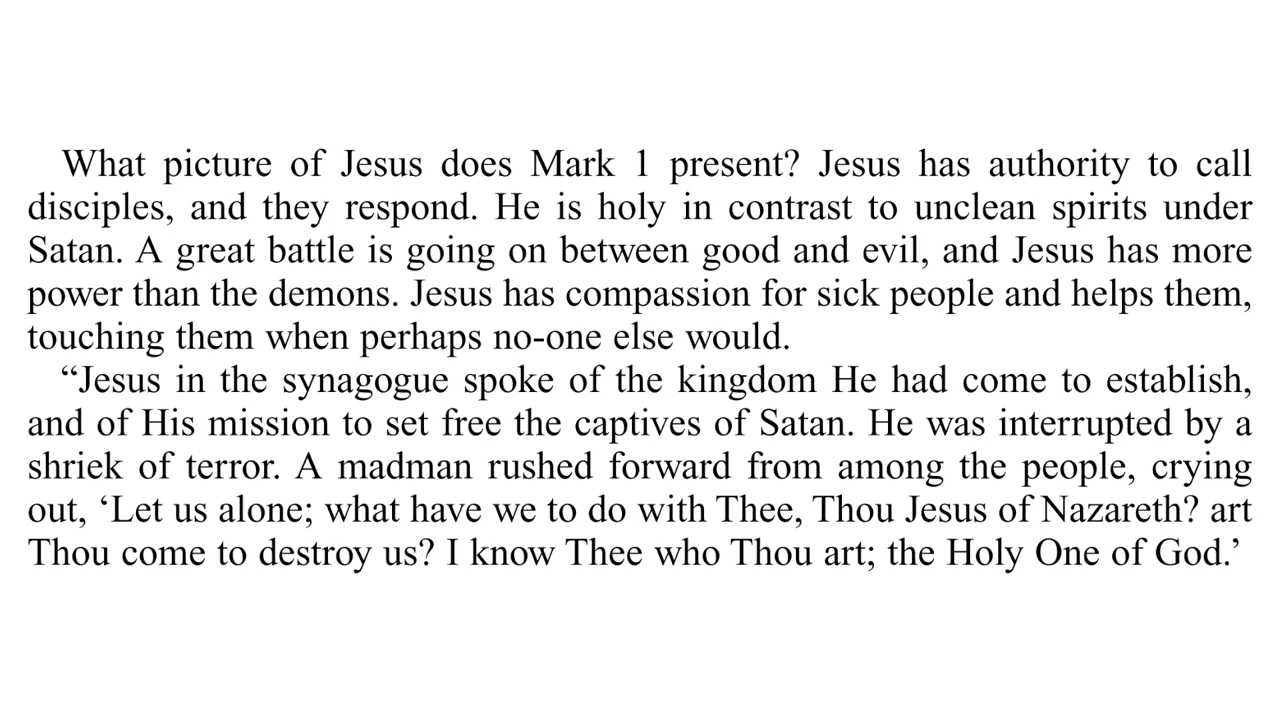 What picture of Jesus does Mark 1 present? Jesus has authority to call
disciples, and they respond. He is holy in contrast to unclean spirits under
Satan. A great battle is going on between good and evil, and Jesus has more
power than the demons. Jesus has compassion for sick people and helps them,
touching them when perhaps no-one else would.
“Jesus in the synagogue spoke of the kingdom He had come to establish,
and of His mission to set free the captives of Satan. He was interrupted by a
shriek of terror. A madman rushed forward from among the people, crying
out, ‘Let us alone; what have we to do with Thee, Thou Jesus of Nazareth? art
Thou come to destroy us? I know Thee who Thou art; the Holy One of God.’